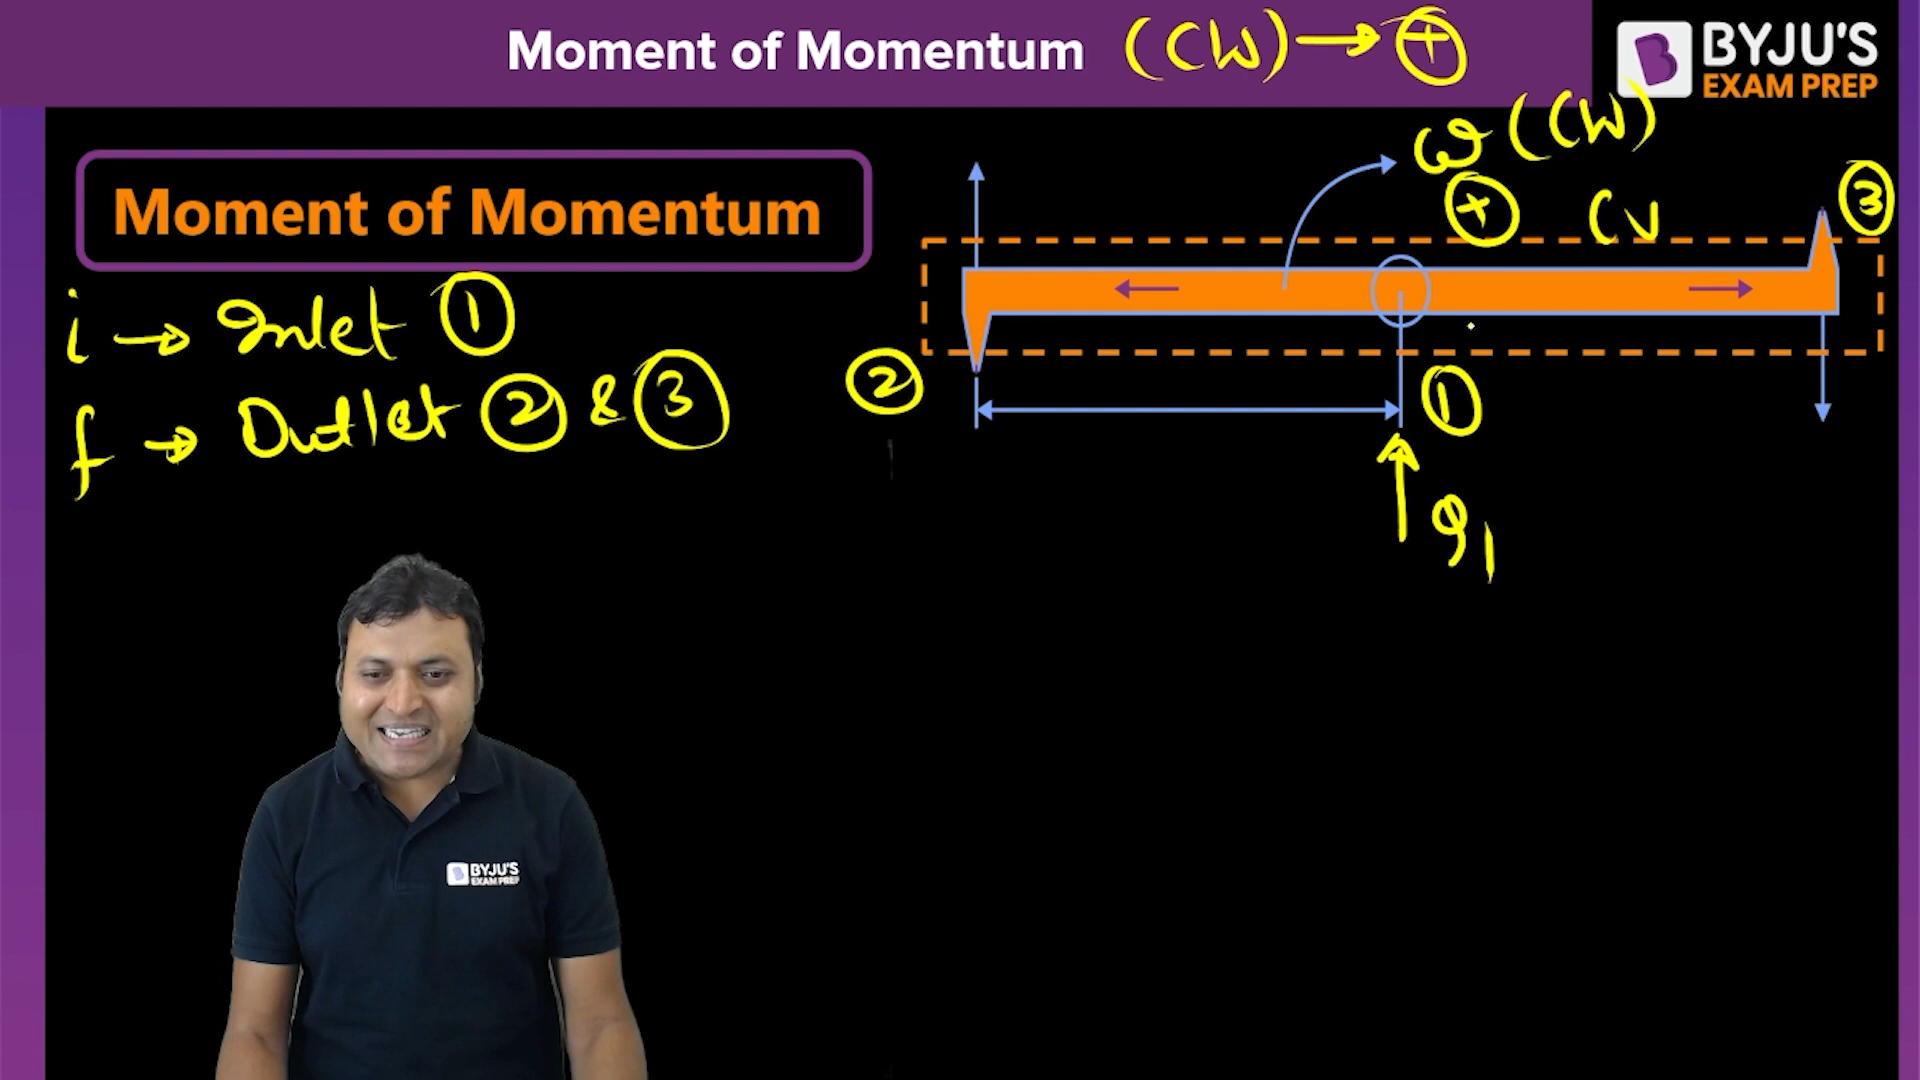 Moment of Momentum (CW) → +
BYJU'S
EXAM PREP
ω (CW)
+
CV
3
Moment of Momentum
i → Inlet 1
f → Outlet 2 & 3
2
1
Q1
BYJU'S
EXAM PREP